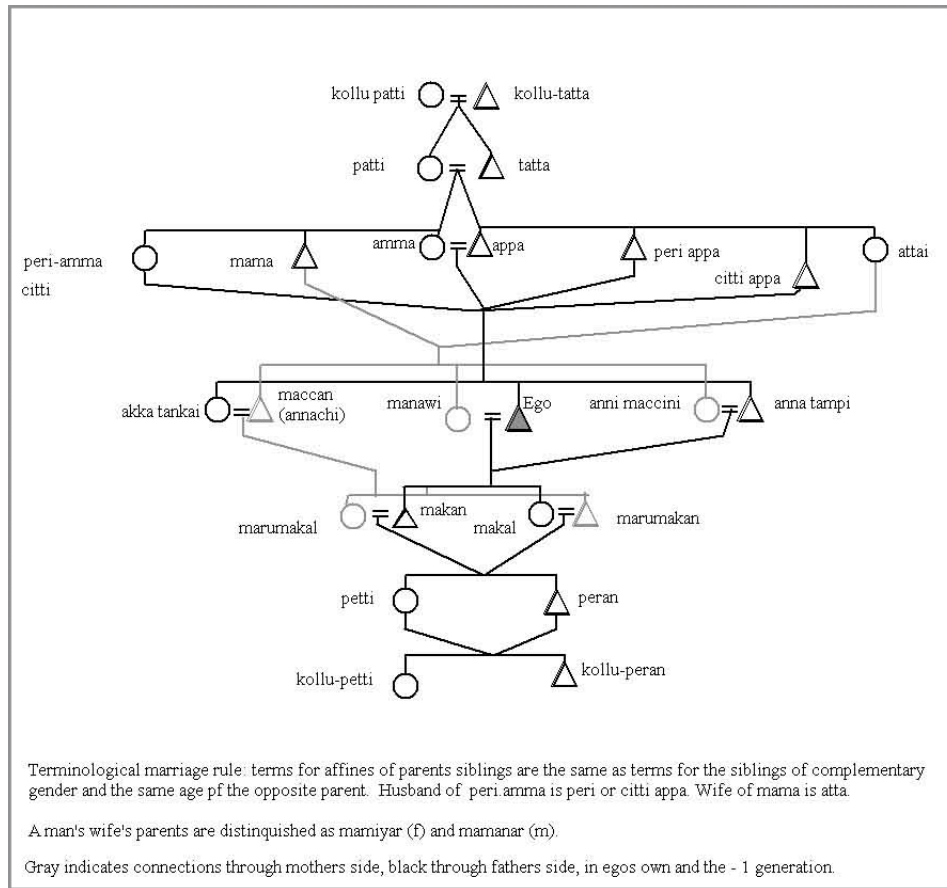 kollu patti kollu-tatta
patti tatta
amma appa
peri-amma mama peri appa attai
citti citti appa
maccan manawi Ego anni maccini
akka tankai (annachi) anna tampi
makan
marumakal makal marumakan
petti peran
kollu-petti kollu-peran
Terminological marriage rule: terms for affines of parents siblings are the same as terms for the siblings of complementary
gender and the same age pf the opposite parent. Husband of peri.amma is peri or citti appa. Wife of mama is atta.
A man's wife's parents are distinquished as mamiyar (f) and mamanar (m).
Gray indicates connections through mothers side, black through fathers side, in egos own and the - 1 generation.